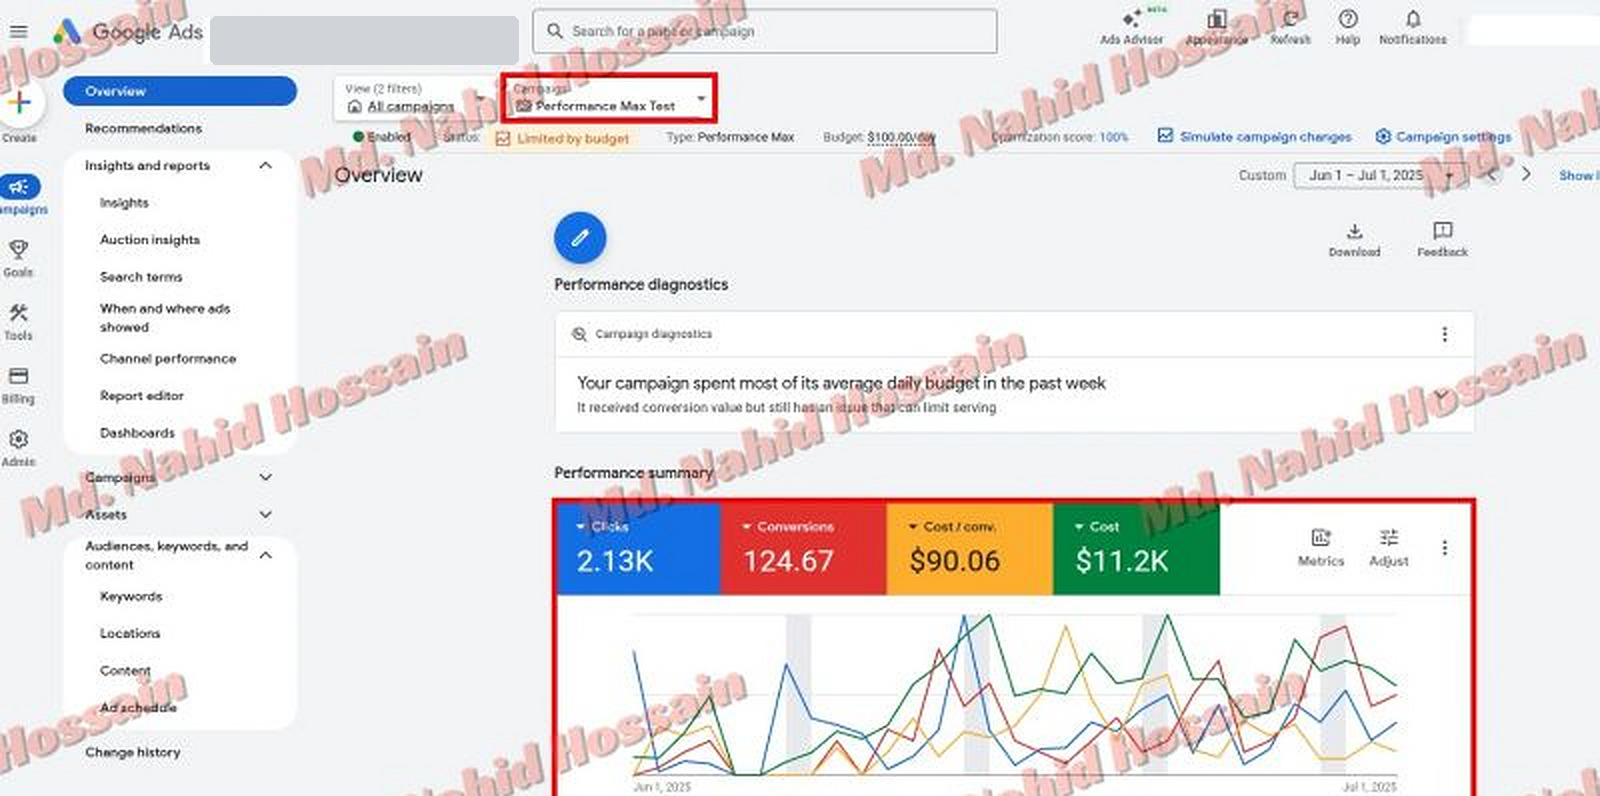 Google Ads
Search for a page or campaign
BETA
Ads Advisor
Appearance
Refresh
Help
Notifications
Create
Campaigns
Goals
Tools
Billing
Admin
Overview
Recommendations
Insights and reports
Insights
Auction insights
Search terms
When and where ads
showed
Channel performance
Report editor
Dashboards
Campaigns
Assets
Audiences, keywords, and
content
Keywords
Locations
Content
Ad schedule
Change history
View (2 filters)
All campaigns
Campaign
Performance Max Test
Enabled
Status: Limited by budget
Type: Performance Max
Budget: $100.00/day
Optimization score: 100%
Simulate campaign changes
Campaign settings
Overview
Custom
Jun 1 – Jul 1, 2025
Show l
Download
Feedback
Performance diagnostics
Campaign diagnostics
Your campaign spent most of its average daily budget in the past week
It received conversion value but still has an issue that can limit serving
Performance summary
Clicks
2.13K
Conversions
124.67
Cost / conv.
$90.06
Cost
$11.2K
Metrics
Adjust
Jun 1, 2025
Jul 1, 2025
Md. Nahid Hossain